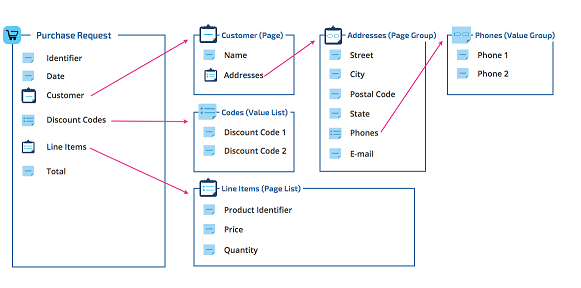 Purchase Request
Identifier
Date
Customer
Discount Codes
Line Items
Total
Customer (Page)
Name
Addresses
Codes (Value List)
Discount Code 1
Discount Code 2
Line Items (Page List)
Product Identifier
Price
Quantity
Addresses (Page Group)
Street
City
Postal Code
State
Phones
E-mail
Phones (Value Group)
Phone 1
Phone 2